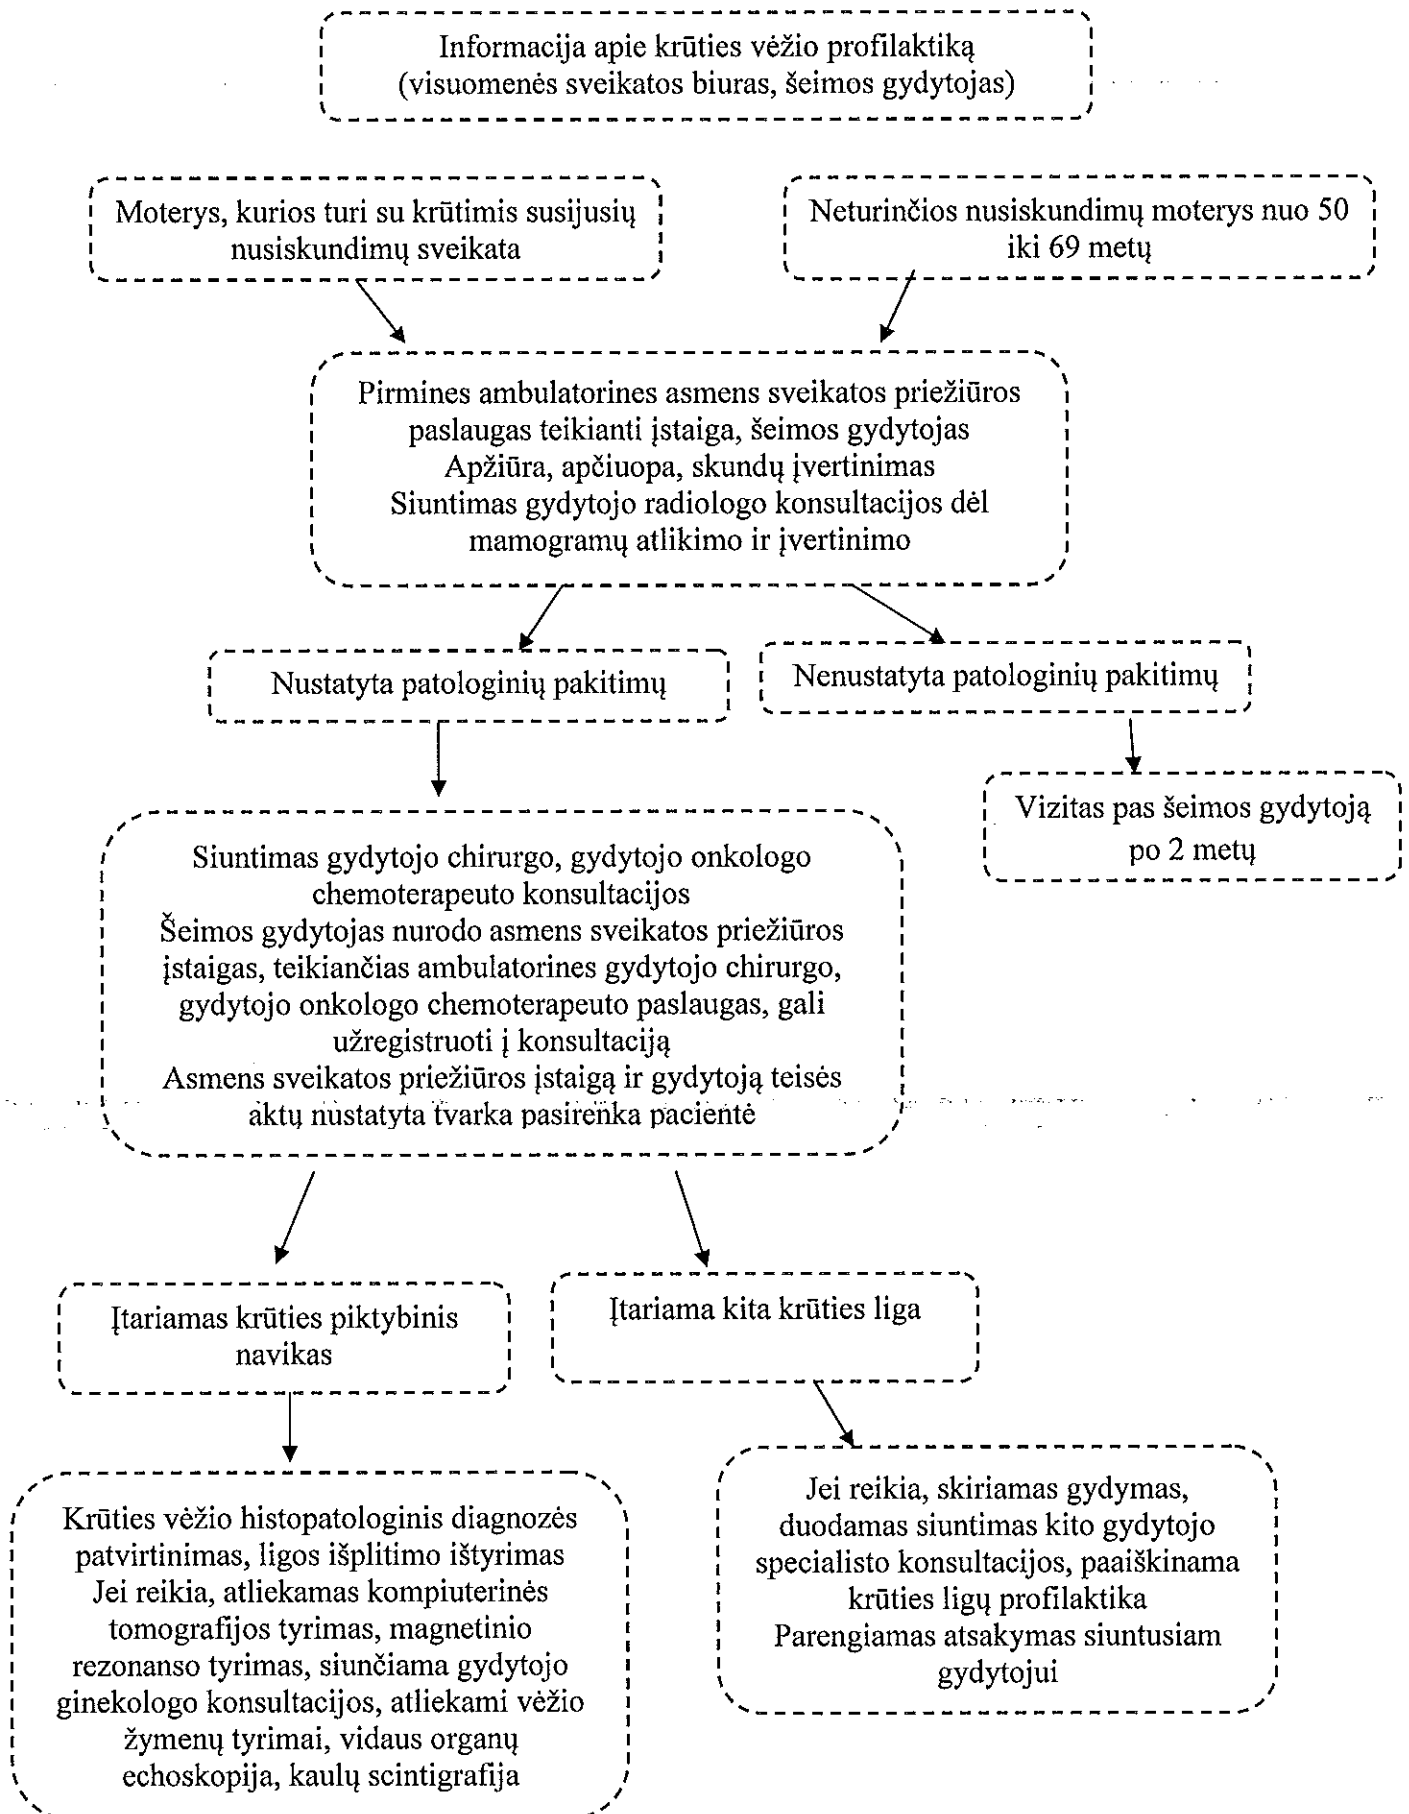 Informacija apie krūties vėžio profilaktiką
(visuomenės sveikatos biuras, šeimos gydytojas)
Moterys, kurios turi su krūtimis susijusių
nusiskundimų sveikata
Neturinčios nusiskundimų moterys nuo 50
iki 69 metų
Pirmines ambulatorines asmens sveikatos priežiūros
paslaugas teikianti įstaiga, šeimos gydytojas
Apžiūra, apčiuopa, skundų įvertinimas
Siuntimas gydytojo radiologo konsultacijos dėl
mamogramų atlikimo ir įvertinimo
Nustatyta patologinių pakitimų
Nenustatyta patologinių pakitimų
Vizitas pas šeimos gydytoją
po 2 metų
Siuntimas gydytojo chirurgo, gydytojo onkologo
chemoterapeuto konsultacijos
Šeimos gydytojas nurodo asmens sveikatos priežiūros
įstaigas, teikiančias ambulatorines gydytojo chirurgo,
gydytojo onkologo chemoterapeuto paslaugas, gali
užregistruoti į konsultaciją
Asmens sveikatos priežiūros įstaigą ir gydytoją teisės
aktų nustatyta tvarka pasirenka pacientė
Įtariamas krūties piktybinis
navikas
Įtariama kita krūties liga
Krūties vėžio histopatologinis diagnozės
patvirtinimas, ligos išplitimo ištyrimas
Jei reikia, atliekamas kompiuterinės
tomografijos tyrimas, magnetinio
rezonanso tyrimas, siunčiama gydytojo
ginekologo konsultacijos, atliekami vėžio
žymenų tyrimai, vidaus organų
echoskopija, kaulų scintigrafija
Jei reikia, skiriamas gydymas,
duodamas siuntimas kito gydytojo
specialisto konsultacijos, paaiškinama
krūties ligų profilaktika
Parengiamas atsakymas siuntusiam
gydytojui